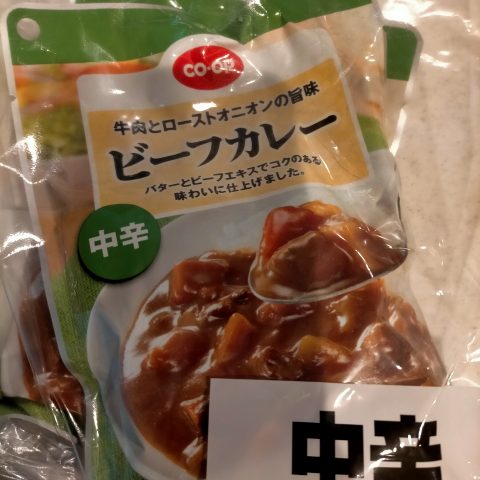 CO・OP
牛肉とローストオニオンの旨味
ビーフカレー
バターとビーフエキスでコクのある
味わいに仕上げました。
中辛
中辛